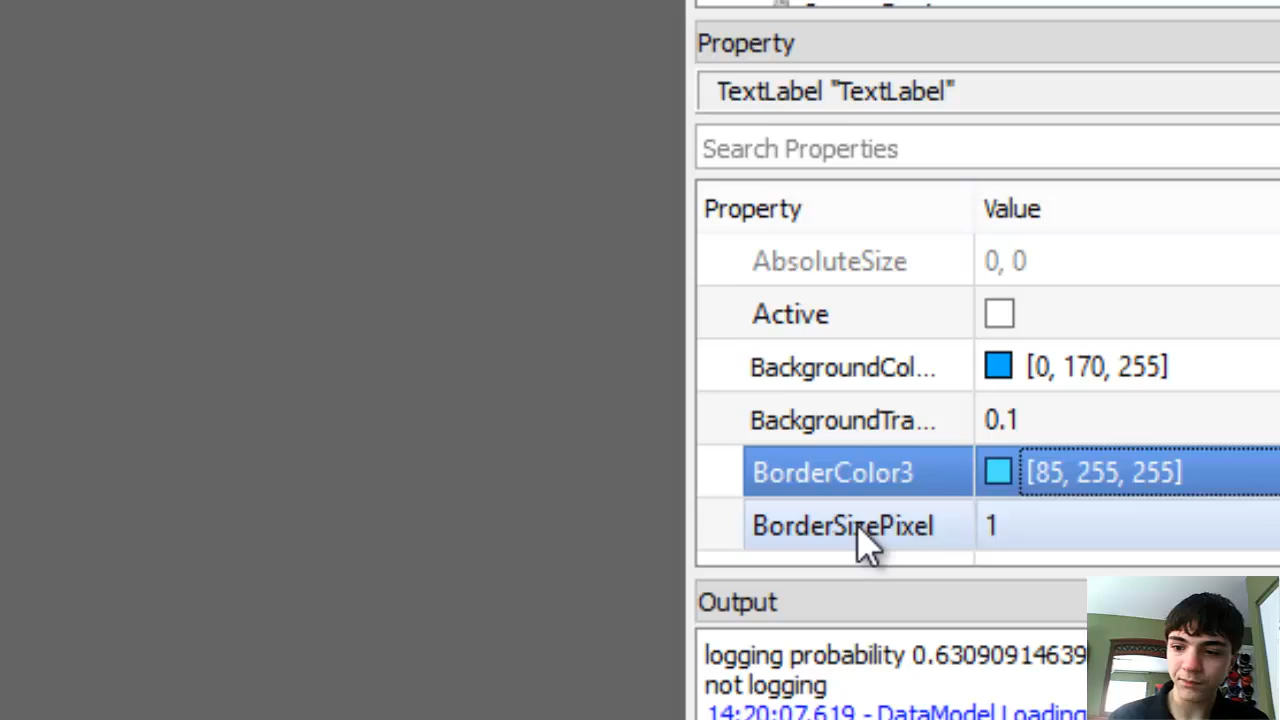 Property
TextLabel "TextLabel"
Search Properties
Property Value
AbsoluteSize 0, 0
Active
BackgroundCol... [0, 170, 255]
BackgroundTra... 0.1
BorderColor3 [85, 255, 255]
BorderSizePixel 1
Output
logging probability 0.63090914639
not logging
14:20:07.619 - DataModel Loading